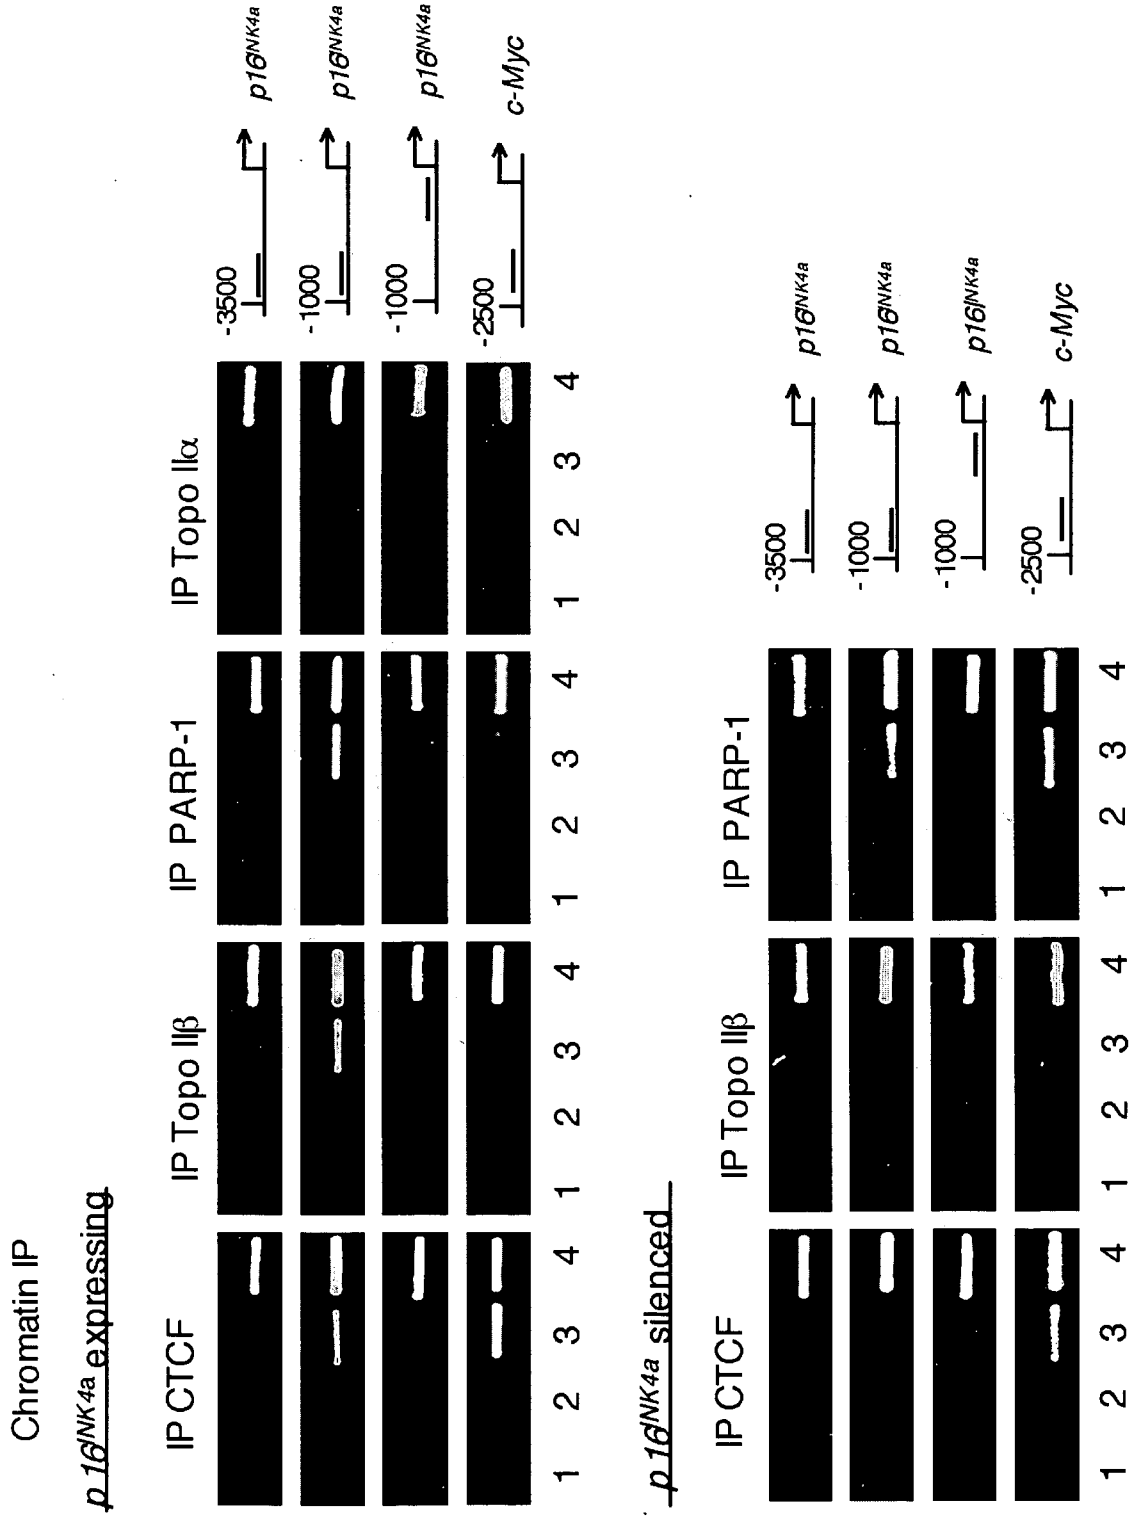 Chromatin IP
p16INK4a expressing
IP CTCF IP Topo IIβ IP PARP-1 IP Topo IIα
-3500 p16INK4a
-1000 p16INK4a
-1000 p16INK4a
-2500 c-Myc
1 2 3 4 1 2 3 4 1 2 3 4 1 2 3 4
p16INK4a silenced
IP CTCF IP Topo IIβ IP PARP-1
-3500 p16INK4a
-1000 p16INK4a
-1000 p16INK4a
-2500 c-Myc
1 2 3 4 1 2 3 4 1 2 3 4